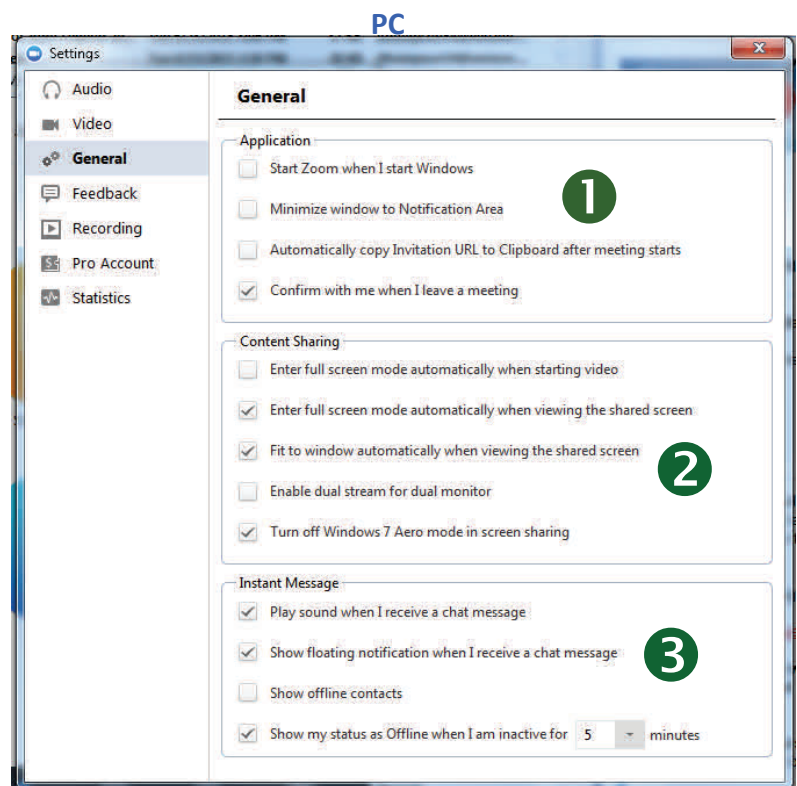 PC
Settings
Audio
Video
General
Feedback
Recording
Pro Account
Statistics
General
Application
Start Zoom when I start Windows
Minimize window to Notification Area
Automatically copy Invitation URL to Clipboard after meeting starts
Confirm with me when I leave a meeting
1
Content Sharing
Enter full screen mode automatically when starting video
Enter full screen mode automatically when viewing the shared screen
Fit to window automatically when viewing the shared screen
Enable dual stream for dual monitor
Turn off Windows 7 Aero mode in screen sharing
2
Instant Message
Play sound when I receive a chat message
Show floating notification when I receive a chat message
Show offline contacts
Show my status as Offline when I am inactive for 5 minutes
3